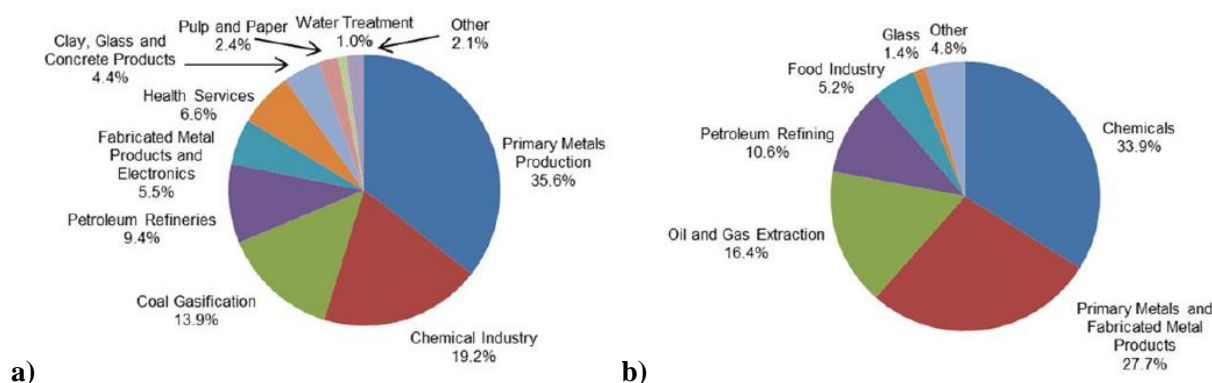 Pulp and Paper
2.4%
Water Treatment
1.0%
Other
2.1%
Clay, Glass and
Concrete Products
4.4%
Health Services
6.6%
Fabricated Metal
Products and
Electronics
5.5%
Petroleum Refineries
9.4%
Coal Gasification
13.9%
Chemical Industry
19.2%
Primary Metals
Production
35.6%
a)
Glass
1.4%
Other
4.8%
Food Industry
5.2%
Petroleum Refining
10.6%
Oil and Gas Extraction
16.4%
Chemicals
33.9%
Primary Metals and
Fabricated Metal
Products
27.7%
b)